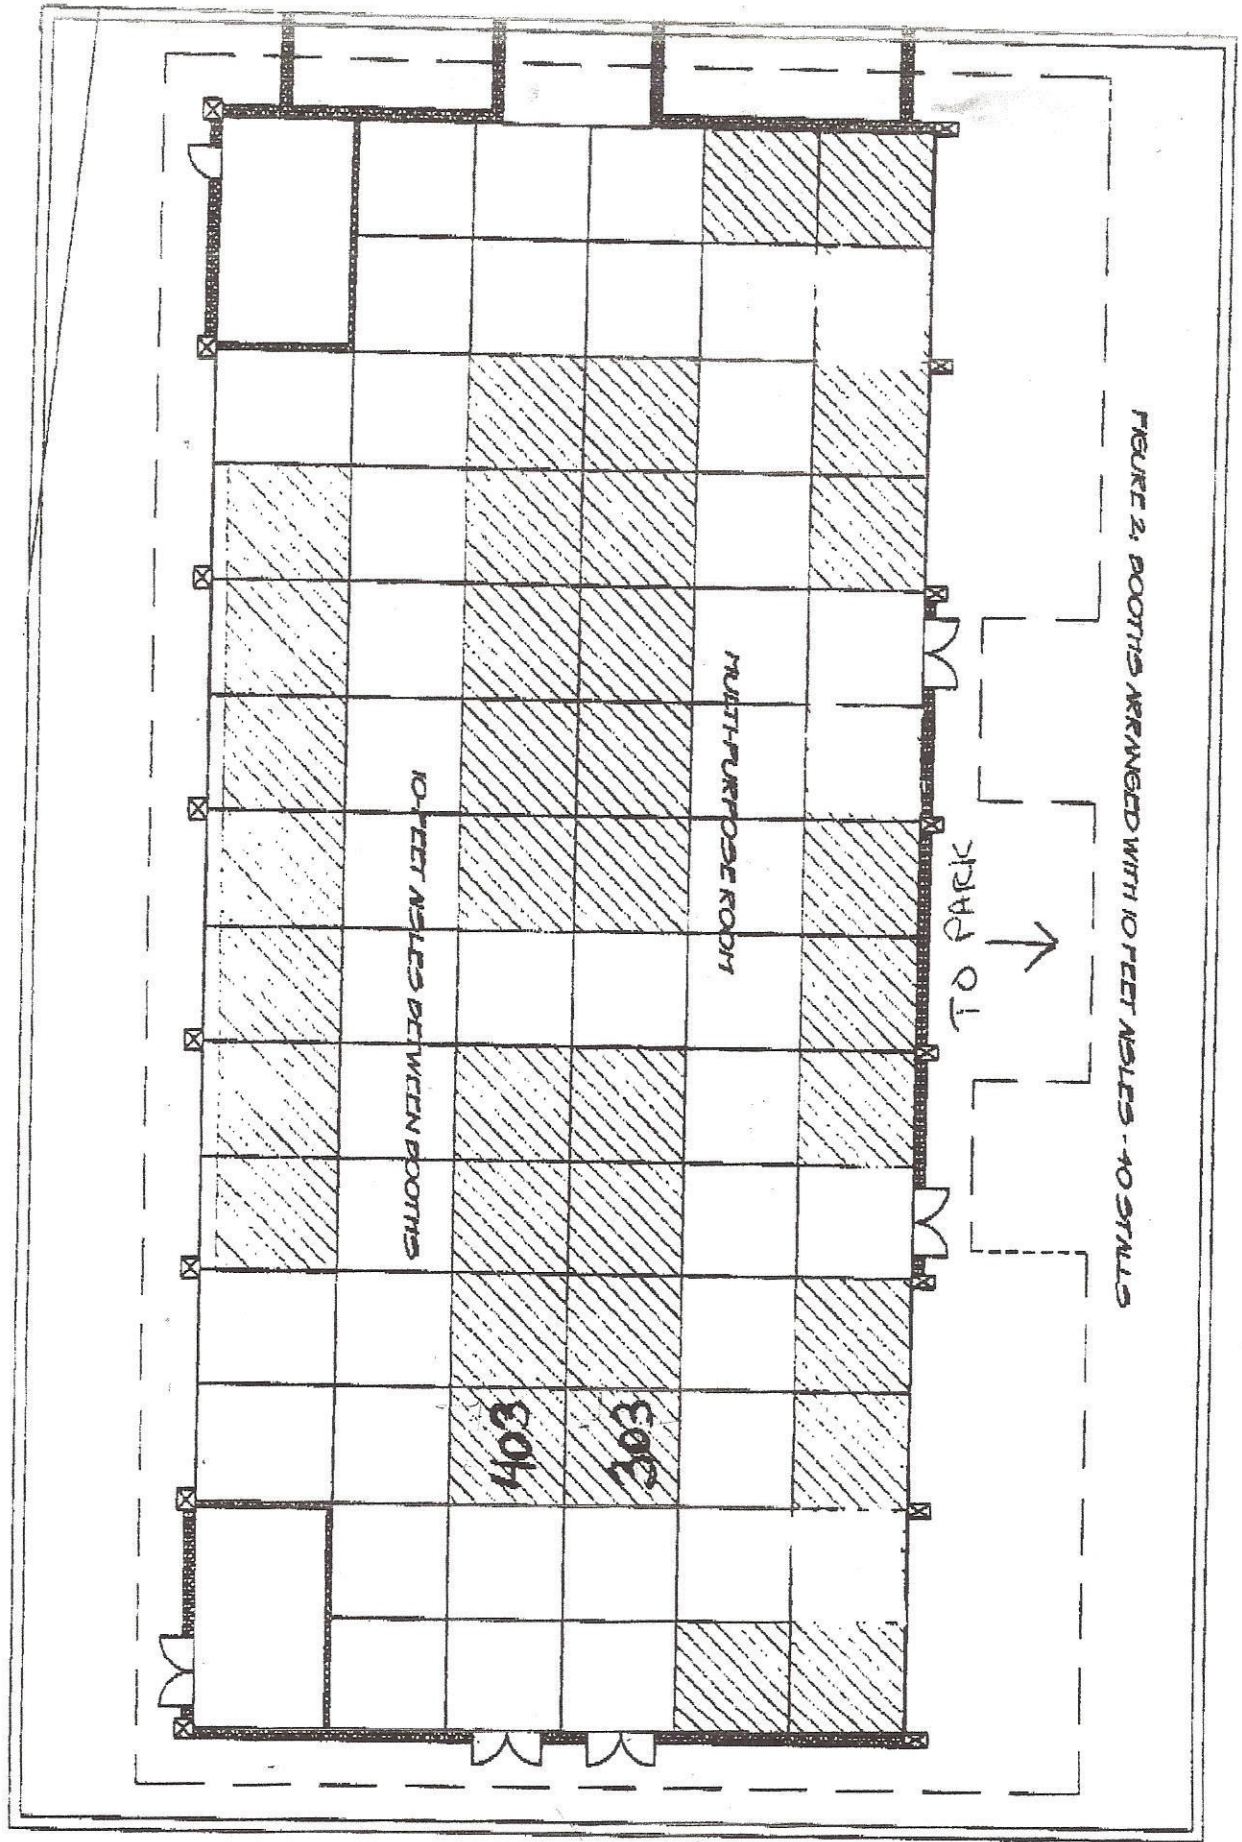 FIGURE 2: BOOTHS ARRANGED WITH 10 FEET AISLES - 40 STALLS
TO PARK
MULTI-PURPOSE ROOM
10-FEET AISLES BETWEEN BOOTHS
303
403